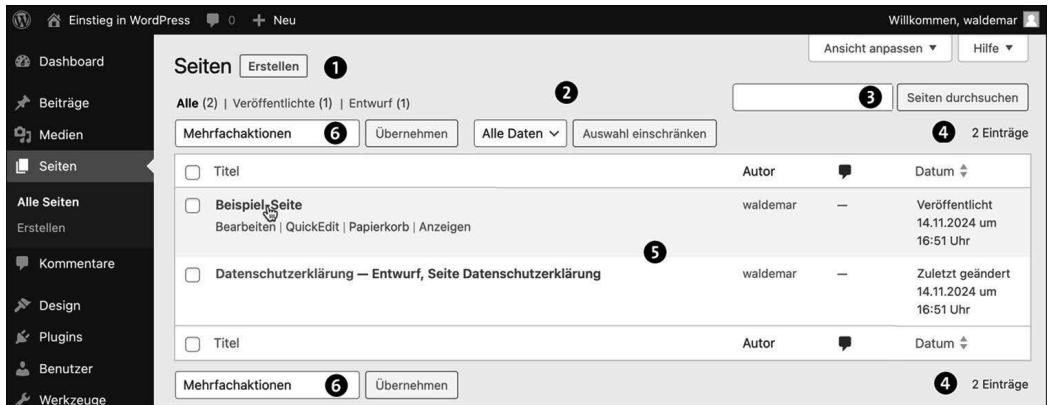 Einstieg in WordPress 0 + Neu Willkommen, waldemar
Ansicht anpassen ▼ Hilfe ▼
Dashboard
Beiträge
Medien
Seiten
Alle Seiten
Erstellen
Kommentare
Design
Plugins
Benutzer
Werkzeuge
Seiten Erstellen 1
2
Alle (2) | Veröffentlichte (1) | Entwurf (1)
3 Seiten durchsuchen
Mehrfachaktionen 6 Übernehmen Alle Daten Auswahl einschränken 4 2 Einträge
Titel Autor Datum
Beispiel-Seite waldemar — Veröffentlicht
14.11.2024 um
16:51 Uhr
Bearbeiten | QuickEdit | Papierkorb | Anzeigen
5
Datenschutzerklärung — Entwurf, Seite Datenschutzerklärung waldemar — Zuletzt geändert
14.11.2024 um
16:51 Uhr
Titel Autor Datum
Mehrfachaktionen 6 Übernehmen 4 2 Einträge